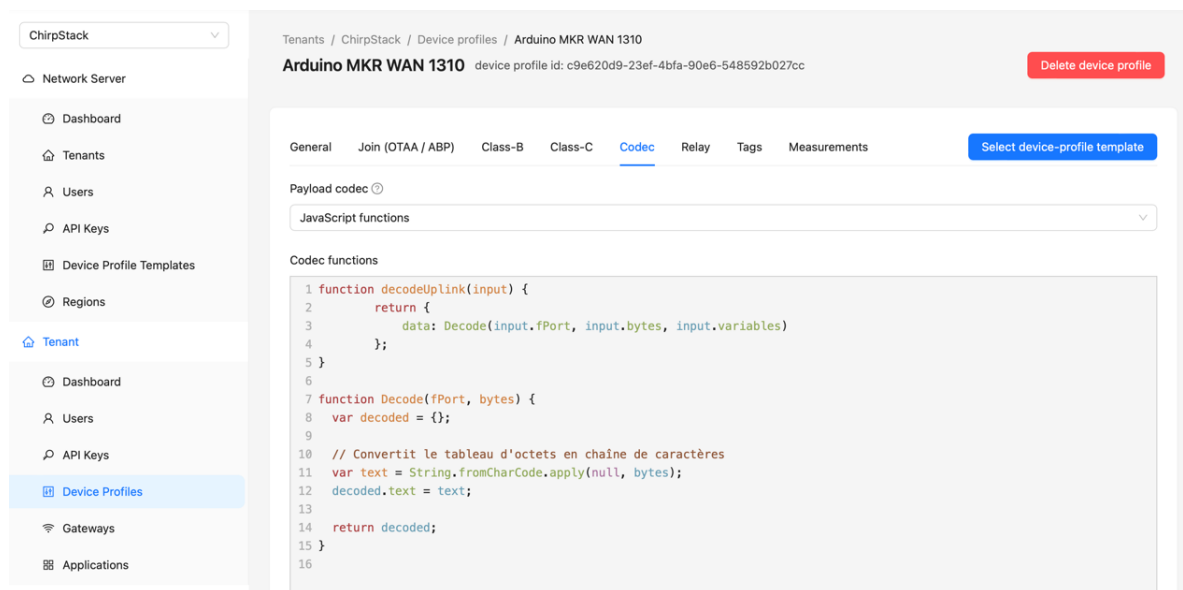 ChirpStack
Network Server
Dashboard
Tenants
Users
API Keys
Device Profile Templates
Regions
Tenant
Dashboard
Users
API Keys
Device Profiles
Gateways
Applications
Tenants / ChirpStack / Device profiles / Arduino MKR WAN 1310
Arduino MKR WAN 1310 device profile id: c9e620d9-23ef-4bfa-90e6-548592b027cc
Delete device profile
General Join (OTAA / ABP) Class-B Class-C Codec Relay Tags Measurements
Select device-profile template
Payload codec
JavaScript functions
Codec functions
1 function decodeUplink(input) {
2 return {
3 data: Decode(input.fPort, input.bytes, input.variables)
4 };
5 }
6
7 function Decode(fPort, bytes) {
8 var decoded = {};
9
10 // Convertit le tableau d'octets en chaîne de caractères
11 var text = String.fromCharCode.apply(null, bytes);
12 decoded.text = text;
13
14 return decoded;
15 }
16